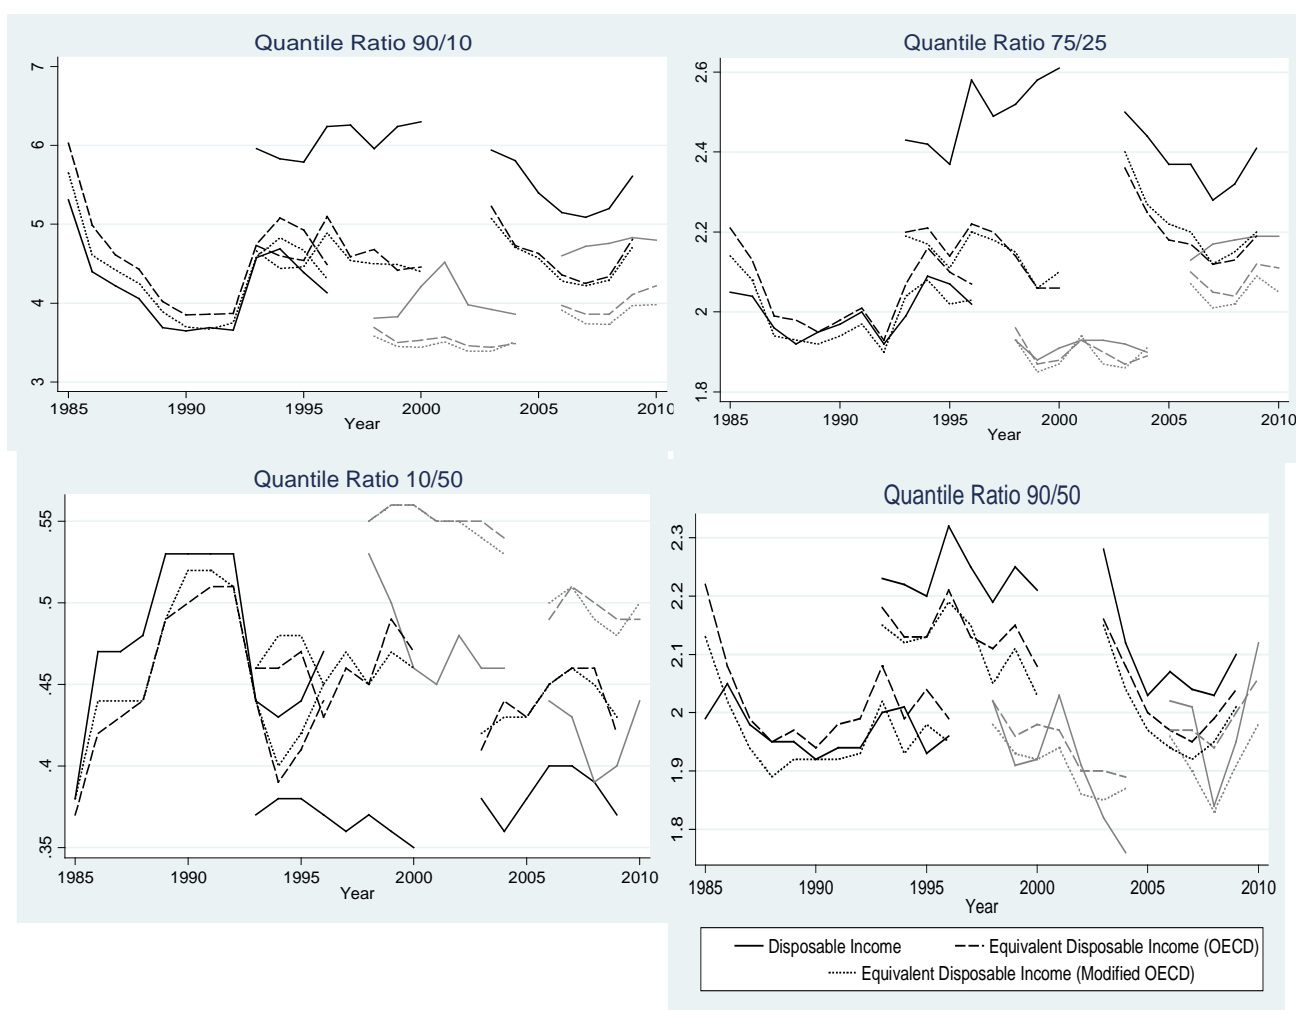 Quantile Ratio 90/10
7
6
5
4
3
1985 1990 1995 2000 2005 2010
Year
Quantile Ratio 75/25
2.6
2.4
2.2
2
1.8
1985 1990 1995 2000 2005 2010
Year
Quantile Ratio 10/50
.55
.5
.45
.4
.35
1985 1990 1995 2000 2005 2010
Year
Quantile Ratio 90/50
2.3
2.2
2.1
2
1.9
1.8
1985 1990 1995 2000 2005 2010
Year
Disposable Income Equivalent Disposable Income (OECD)
Equivalent Disposable Income (Modified OECD)